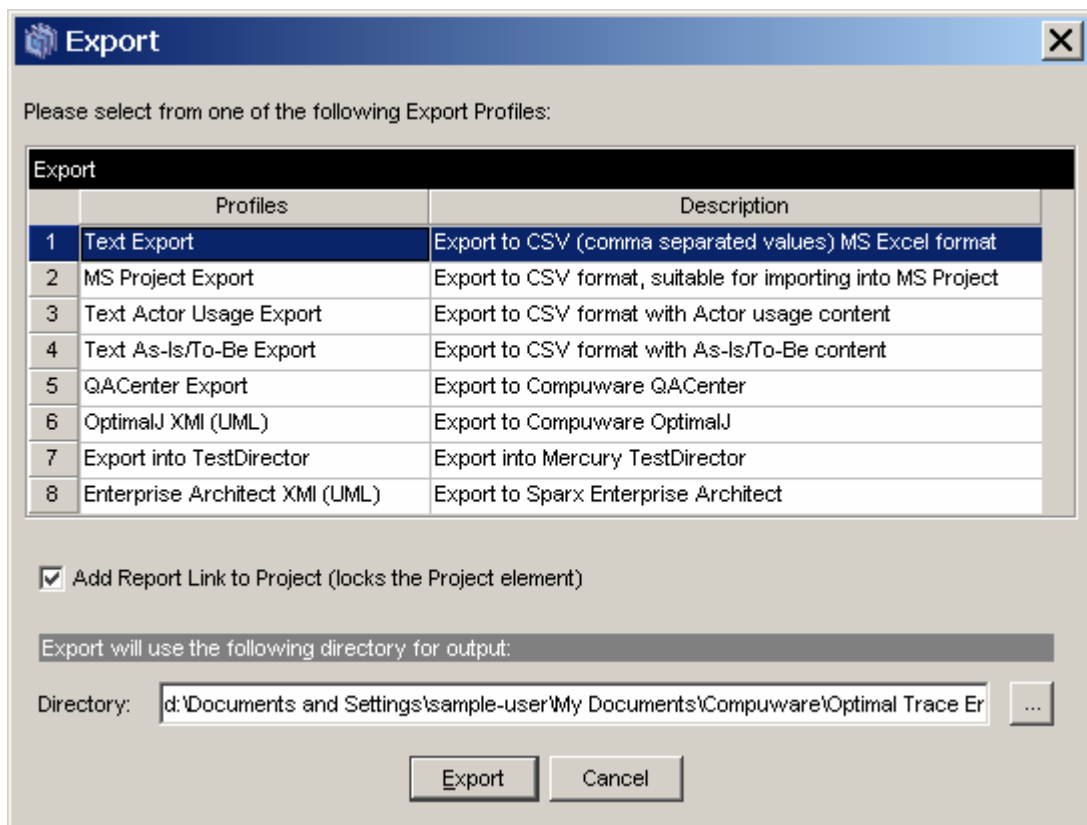 Export
Please select from one of the following Export Profiles:
Export
Profiles Description
1 Text Export Export to CSV (comma separated values) MS Excel format
2 MS Project Export Export to CSV format, suitable for importing into MS Project
3 Text Actor Usage Export Export to CSV format with Actor usage content
4 Text As-Is/To-Be Export Export to CSV format with As-Is/To-Be content
5 QACenter Export Export to Compuware QACenter
6 OptimalJ XMI (UML) Export to Compuware OptimalJ
7 Export into TestDirector Export into Mercury TestDirector
8 Enterprise Architect XMI (UML) Export to Sparx Enterprise Architect
Add Report Link to Project (locks the Project element)
Export will use the following directory for output:
Directory: d:\Documents and Settings\sample-user\My Documents\Compuware\Optimal Trace Er ...
Export Cancel